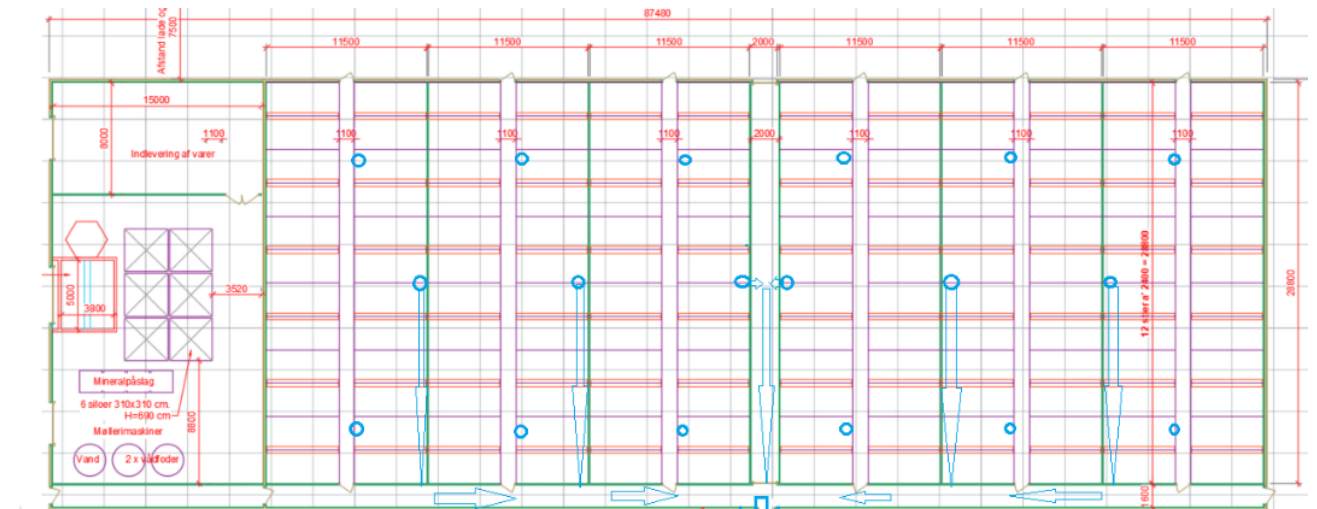 87480
Afstand lade og
7500
11500
11500
11500
2000
11500
11500
11500
15000
8000
1100
Indlevering af varer
1100
1100
1100
2000
1100
1100
1100
5000
3800
3520
12 stier a' 2400 = 28800
28800
Mineralpåslag
6 siloer 310x310 cm.
H=690 cm
8800
Møllerimaskiner
Vand
2 x vådfoder
1600